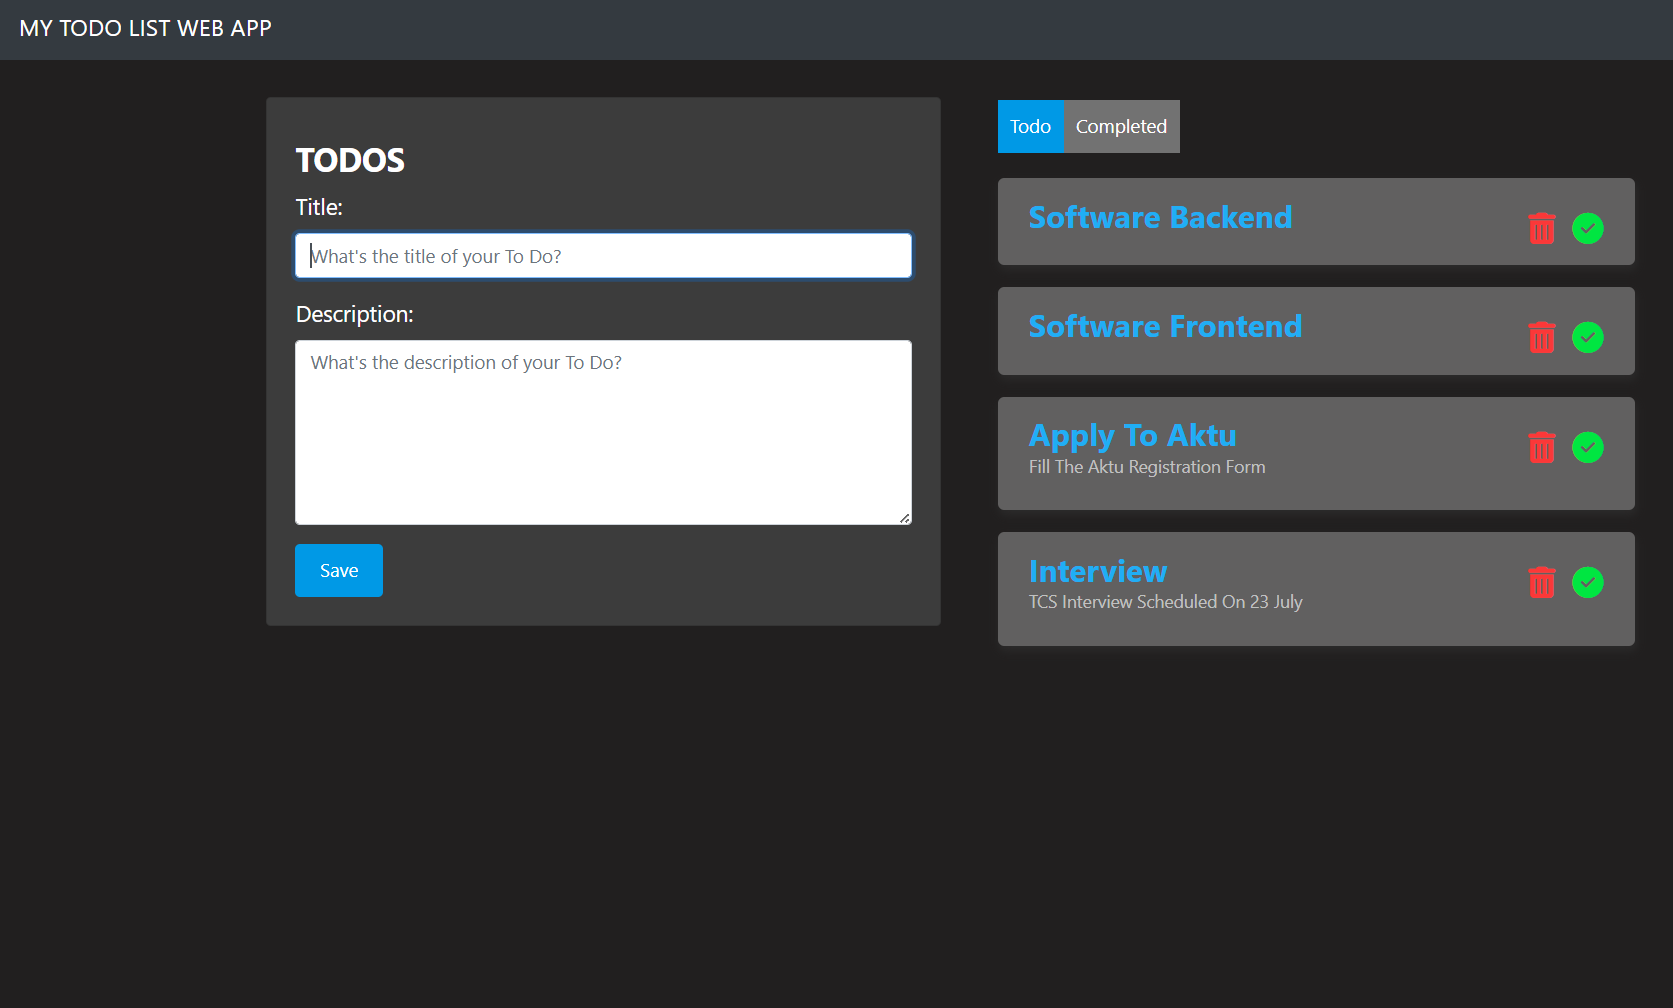 MY TODO LIST WEB APP
TODOS
Title:
What's the title of your To Do?
Description:
What's the description of your To Do?
Save
Todo Completed
Software Backend
Software Frontend
Apply To Aktu
Fill The Aktu Registration Form
Interview
TCS Interview Scheduled On 23 July